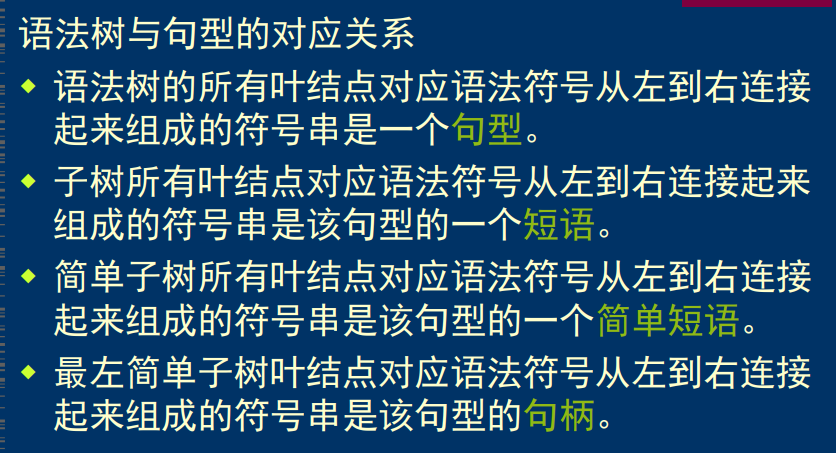 语法树与句型的对应关系
语法树的所有叶结点对应语法符号从左到右连接
起来组成的符号串是一个句型。
子树所有叶结点对应语法符号从左到右连接起来
组成的符号串是该句型的一个短语。
简单子树所有叶结点对应语法符号从左到右连接
起来组成的符号串是该句型的一个简单短语。
最左简单子树叶结点对应语法符号从左到右连接
起来组成的符号串是该句型的句柄。